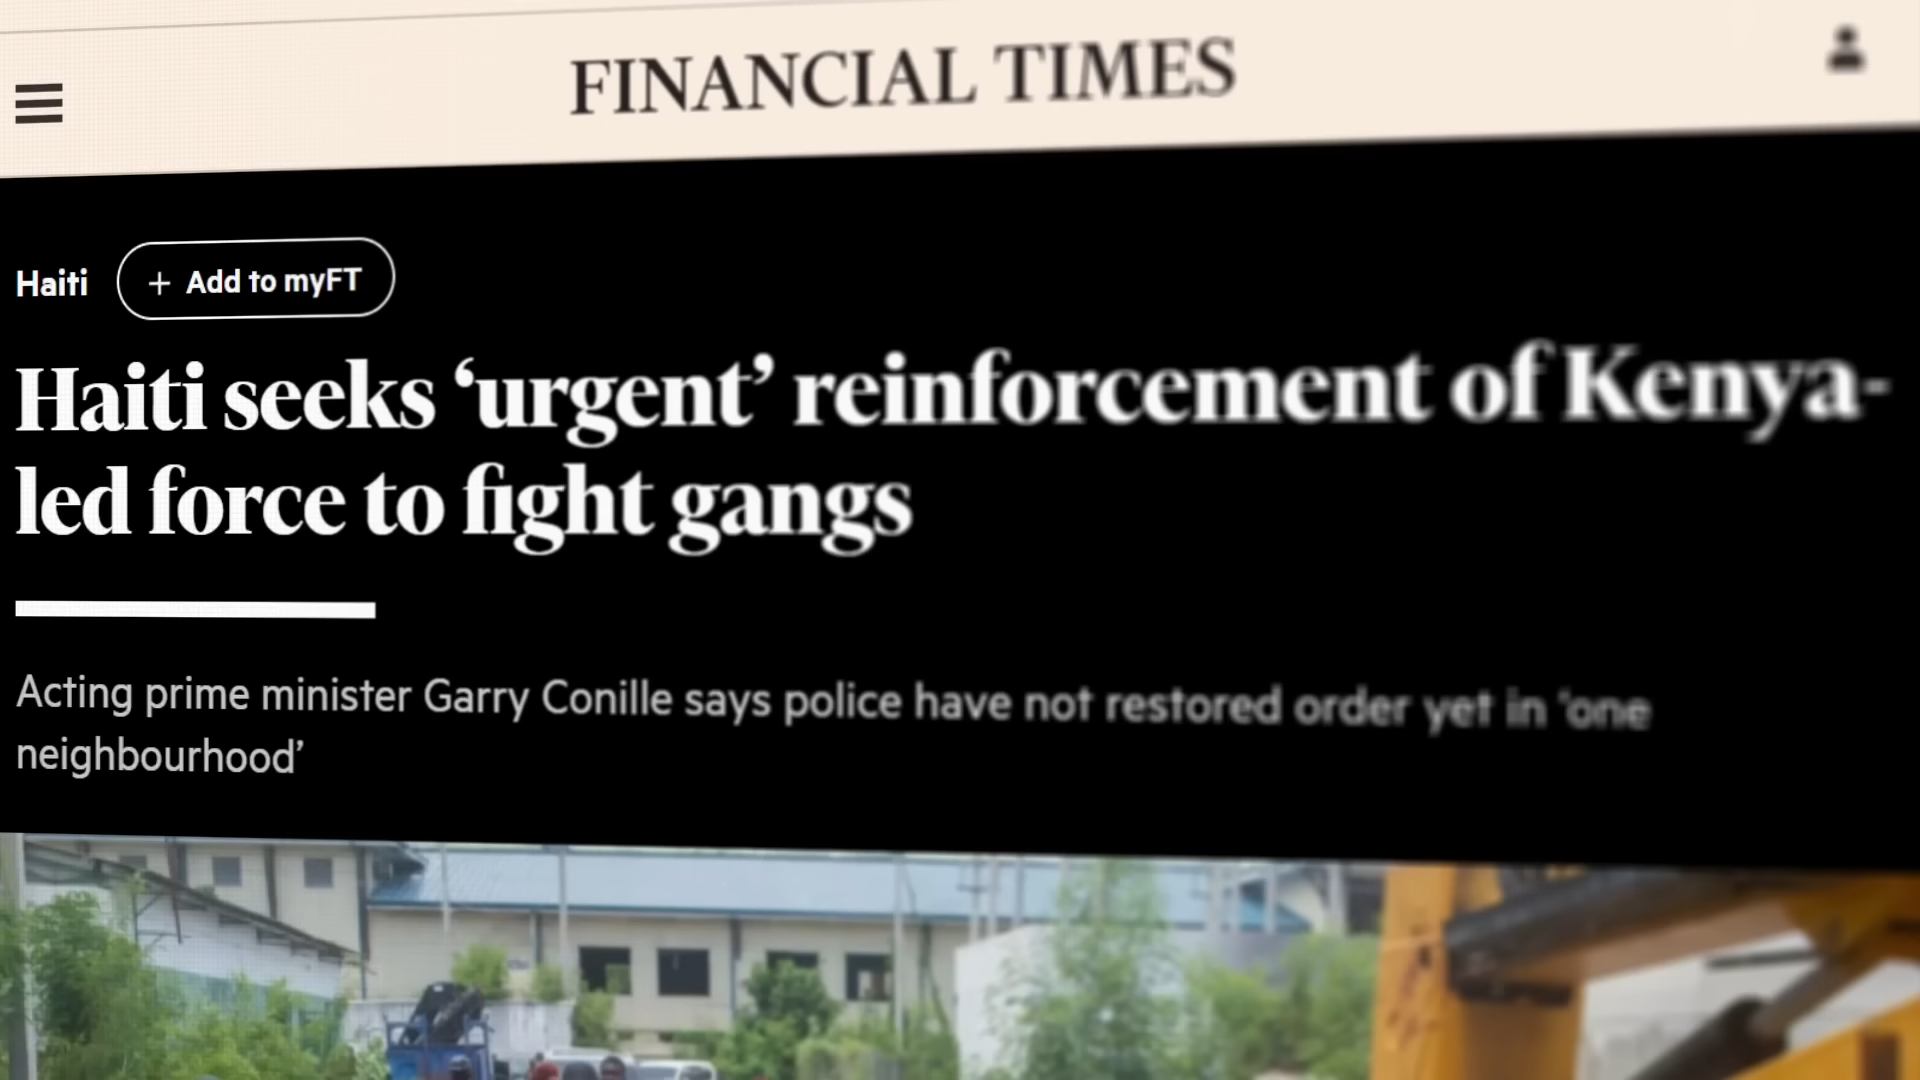 FINANCIAL TIMES
Haiti
+ Add to myFT
Haiti seeks ‘urgent’ reinforcement of Kenya-
led force to fight gangs
Acting prime minister Garry Conille says police have not restored order yet in ‘one
neighbourhood’